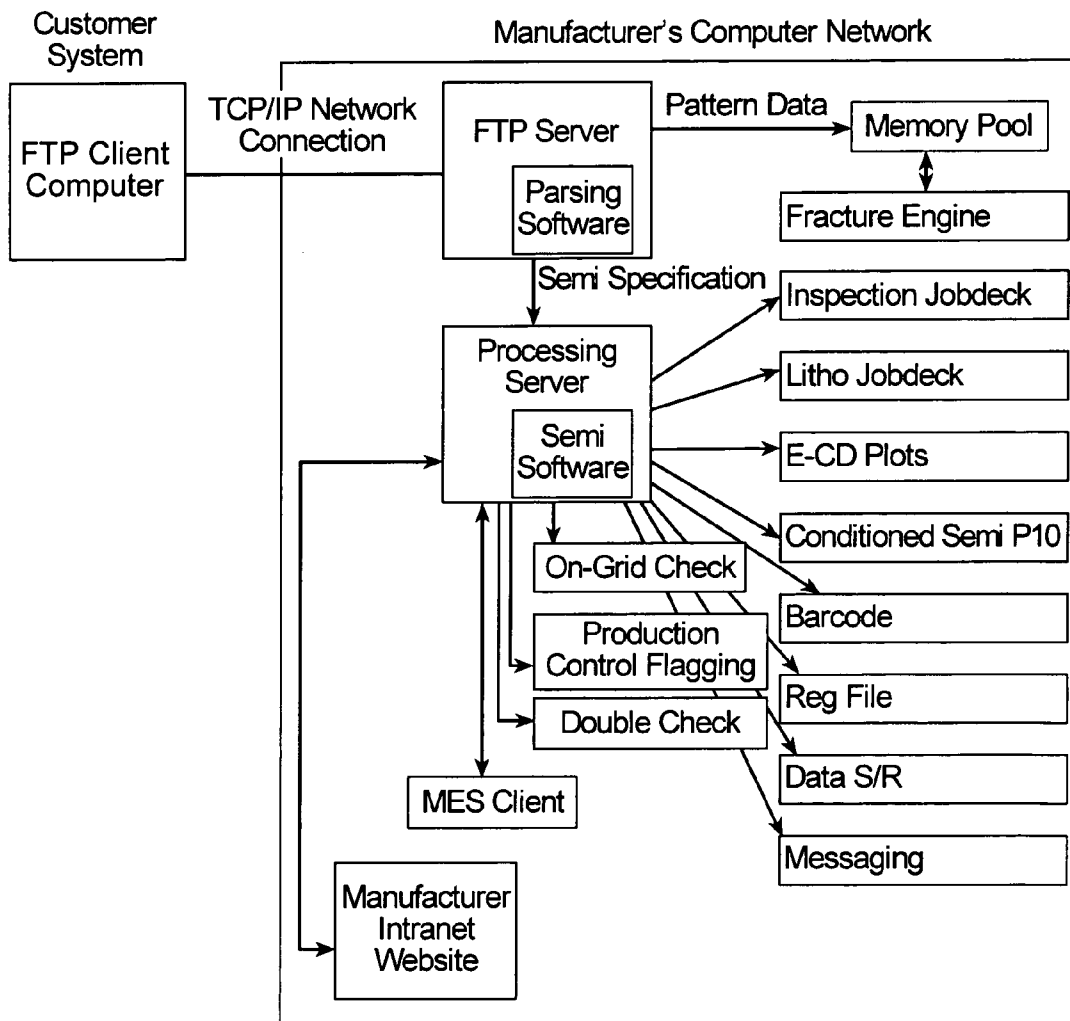 Customer
System
Manufacturer's Computer Network
FTP Client
Computer
TCP/IP Network
Connection
FTP Server
Parsing
Software
Pattern Data
Memory Pool
Fracture Engine
Semi Specification
Processing
Server
Semi
Software
Inspection Jobdeck
Litho Jobdeck
E-CD Plots
Conditioned Semi P10
Barcode
Reg File
Data S/R
Messaging
On-Grid Check
Production
Control Flagging
Double Check
MES Client
Manufacturer
Intranet
Website